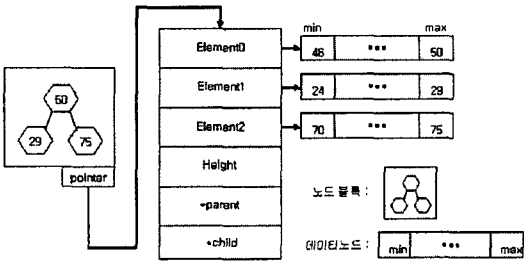 min max
Element0 46 ••• 50
Element1 24 ••• 29
50
29 75
Element2 70 ••• 75
pointer
Height
*parent
노드 블록 :
*child
데이터노드 : min ••• max